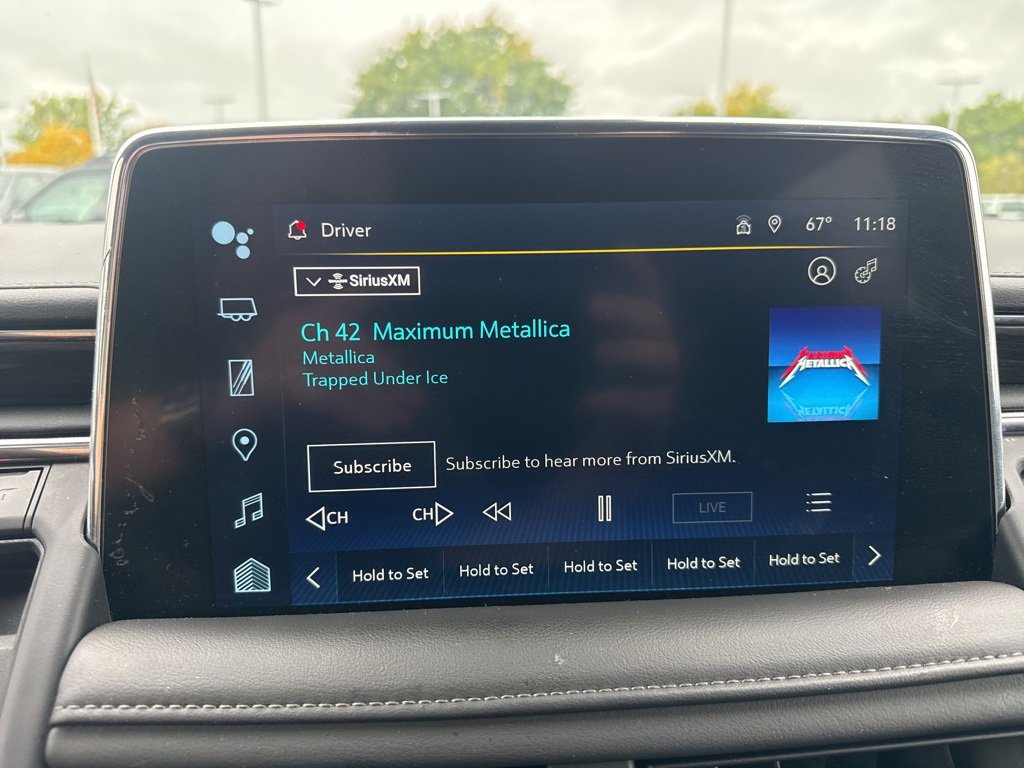 Driver
67° 11:18
SiriusXM
Ch 42 Maximum Metallica
Metallica
Trapped Under Ice
METALLICA
Subscribe
Subscribe to hear more from SiriusXM.
CH
CH
LIVE
Hold to Set
Hold to Set
Hold to Set
Hold to Set
Hold to Set